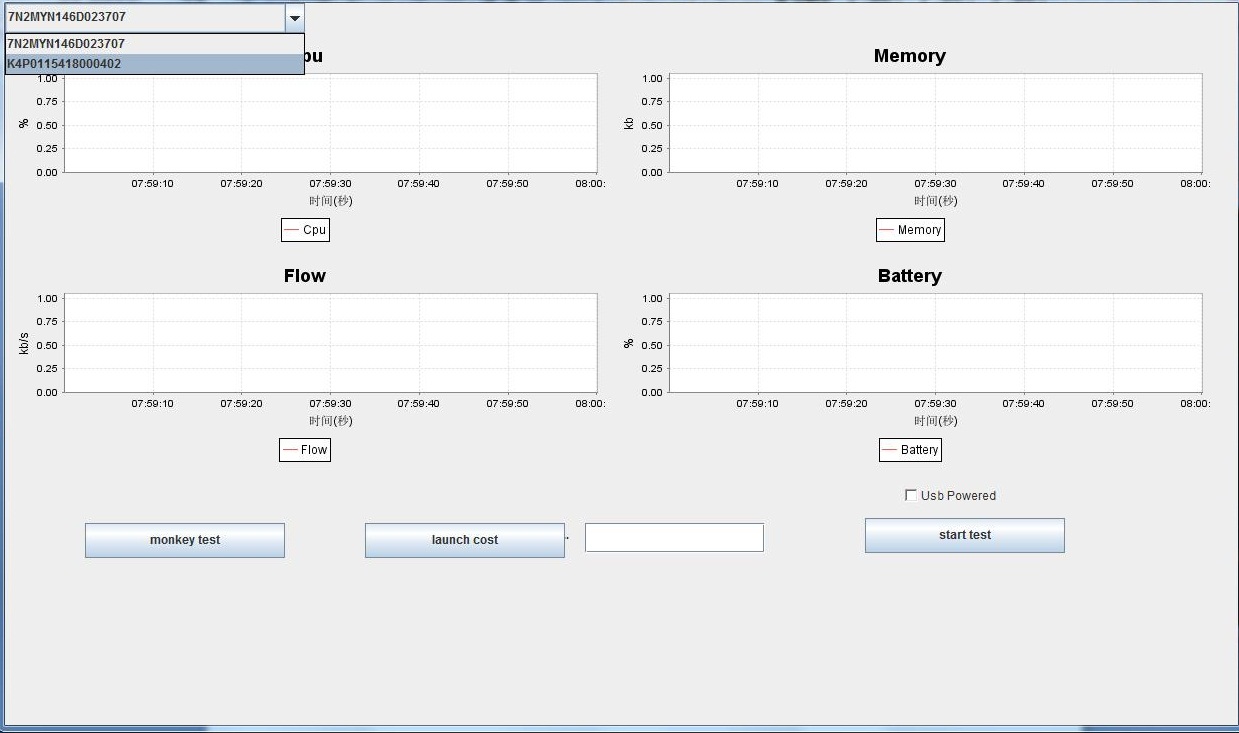 7N2MYN146D023707
7N2MYN146D023707
K4P0115418000402
pu
1.00
0.75
0.50
0.25
0.00
%
07:59:10 07:59:20 07:59:30 07:59:40 07:59:50 08:00:
时间(秒)
Cpu
Memory
1.00
0.75
0.50
0.25
0.00
kb
07:59:10 07:59:20 07:59:30 07:59:40 07:59:50 08:00:
时间(秒)
Memory
Flow
1.00
0.75
0.50
0.25
0.00
kb/s
07:59:10 07:59:20 07:59:30 07:59:40 07:59:50 08:00:
时间(秒)
Flow
Battery
1.00
0.75
0.50
0.25
0.00
%
07:59:10 07:59:20 07:59:30 07:59:40 07:59:50 08:00:
时间(秒)
Battery
Usb Powered
monkey test
launch cost
start test